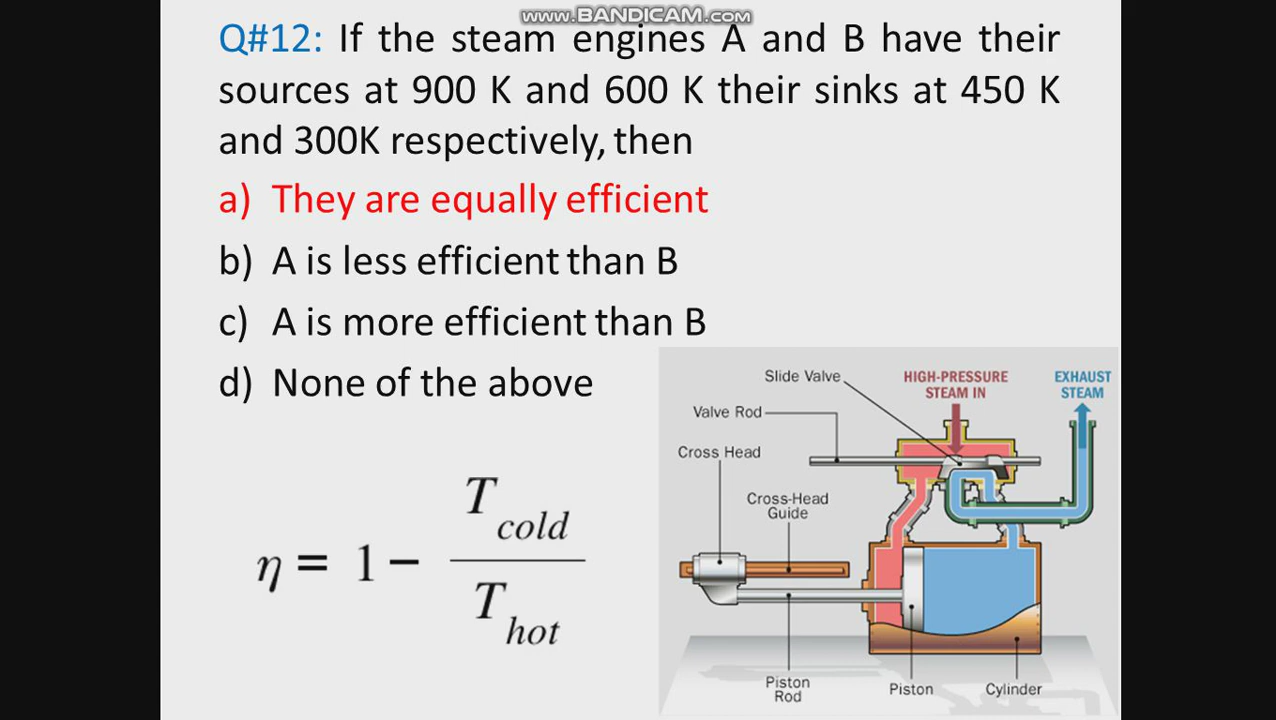 www.BANDICAM.com
Q#12: If the steam engines A and B have their
sources at 900 K and 600 K their sinks at 450 K
and 300K respectively, then
a) They are equally efficient
b) A is less efficient than B
c) A is more efficient than B
d) None of the above
η = 1 − T cold / T hot
Slide Valve
HIGH-PRESSURE
STEAM IN
EXHAUST
STEAM
Valve Rod
Cross Head
Cross-Head
Guide
Piston
Rod
Piston
Cylinder